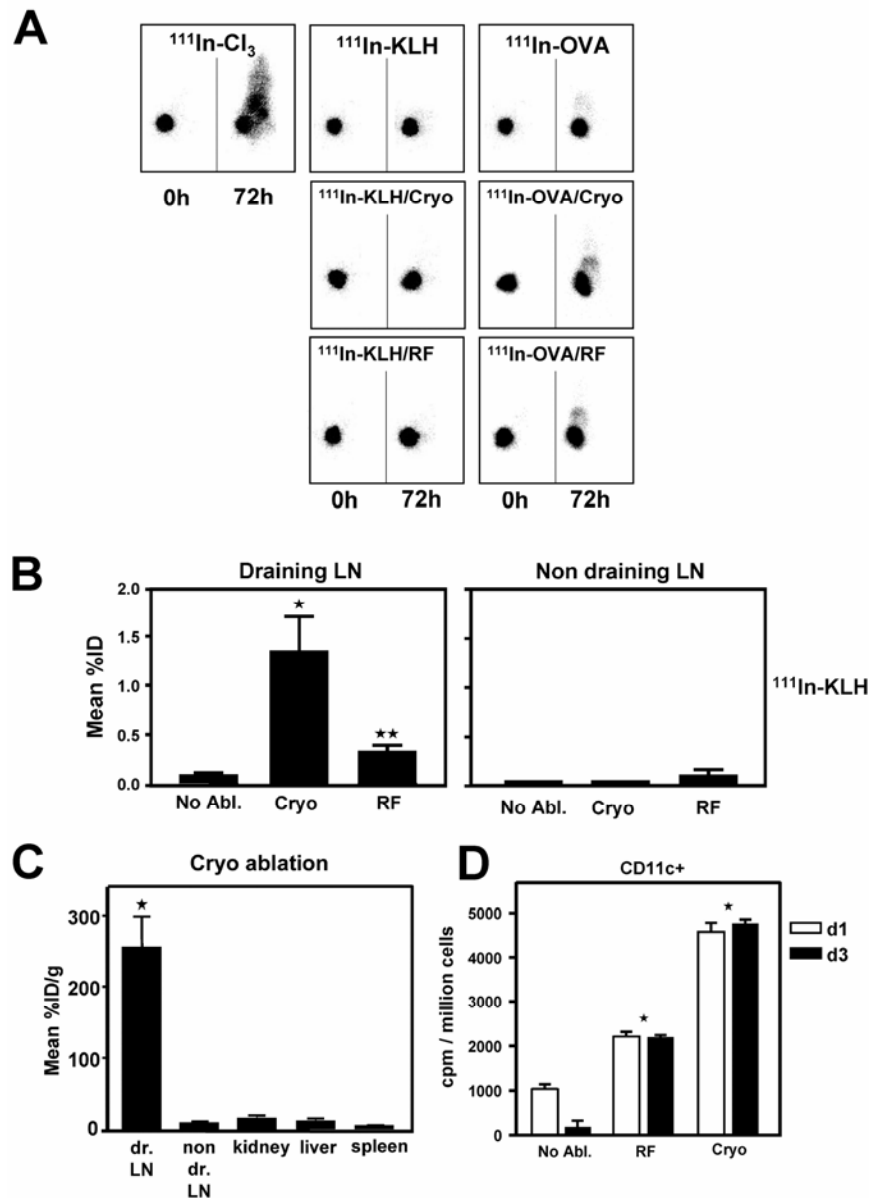 A
¹¹¹In-Cl₃
¹¹¹In-KLH
¹¹¹In-OVA
0h 72h
¹¹¹In-KLH/Cryo
¹¹¹In-OVA/Cryo
¹¹¹In-KLH/RF
¹¹¹In-OVA/RF
0h 72h
0h 72h
B
Draining LN
Mean %ID
2.0
1.5
1.0
0.5
0.0
★
★★
No Abl. Cryo RF
Non draining LN
No Abl. Cryo RF
¹¹¹In-KLH
C
Cryo ablation
Mean %ID/g
300
200
100
0
★
dr. LN
non dr. LN
kidney
liver
spleen
D
CD11c+
cpm / million cells
5000
4000
3000
2000
1000
0
★
★
No Abl. RF Cryo
d1
d3